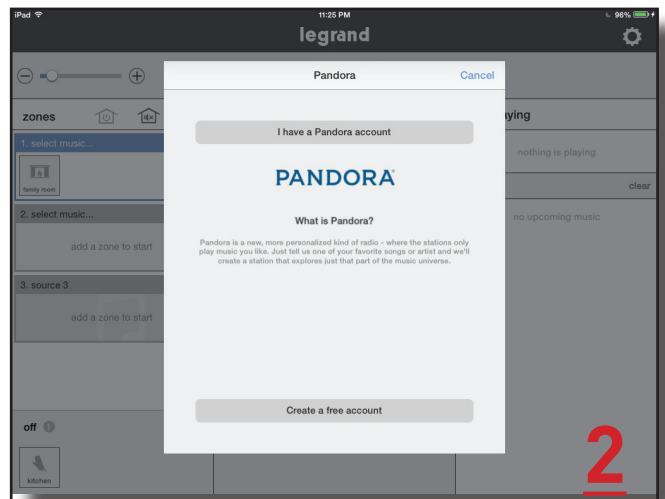 iPad 11:25 PM 96%
legrand
zones
1. select music...
family room
2. select music...
add a zone to start
3. source 3
add a zone to start
off
kitchen
Pandora Cancel
I have a Pandora account
PANDORA
What is Pandora?
Pandora is a new, more personalized kind of radio - where the stations only
play music you like. Just tell us one of your favorite songs or artist and we'll
create a station that explores just that part of the music universe.
Create a free account
ying
nothing is playing
clear
no upcoming music
2